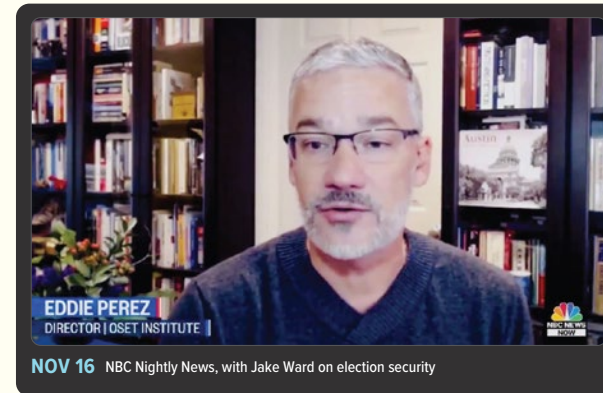 Austin
EDDIE PEREZ
DIRECTOR | OSET INSTITUTE
NBC NEWS
NOW
NOV 16 NBC Nightly News, with Jake Ward on election security